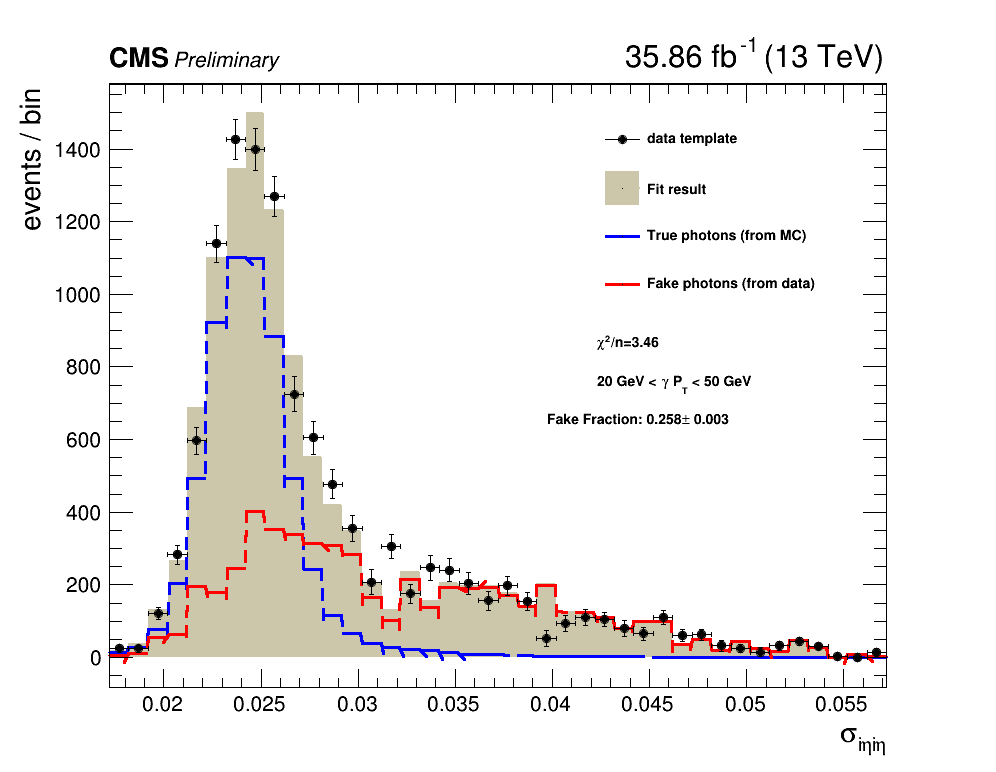 CMS Preliminary 35.86 fb⁻¹ (13 TeV)
events / bin
1400
1200
1000
800
600
400
200
0
data template
Fit result
True photons (from MC)
Fake photons (from data)
χ²/n=3.46
20 GeV < γ P_T < 50 GeV
Fake Fraction: 0.258± 0.003
0.02 0.025 0.03 0.035 0.04 0.045 0.05 0.055
σ_iηiη